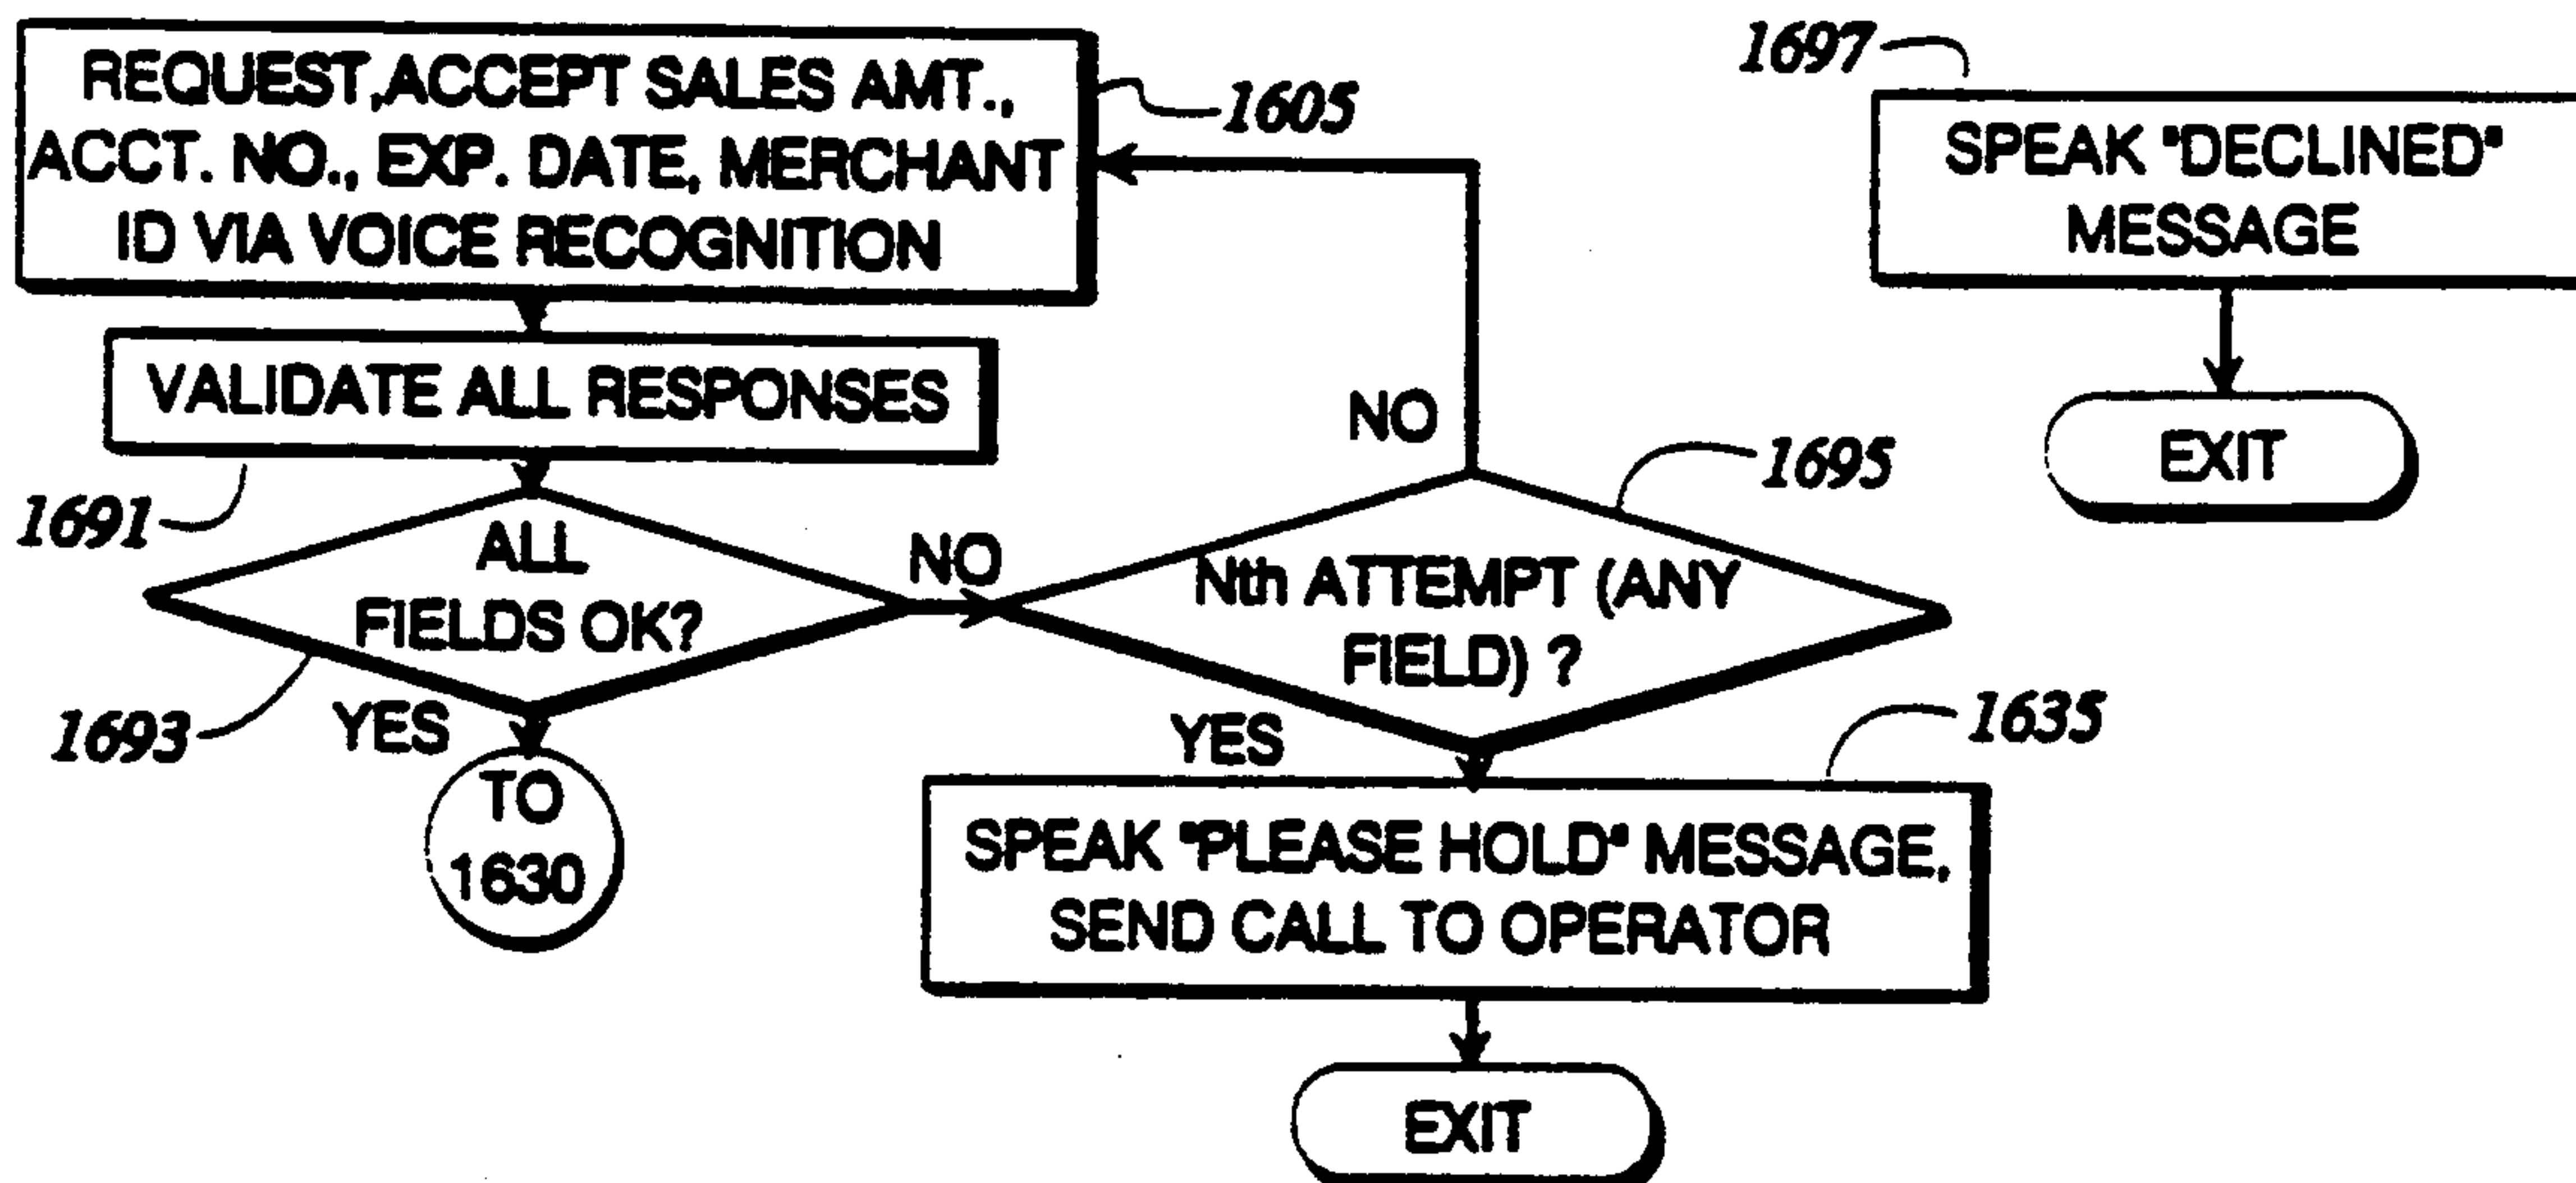 REQUEST,ACCEPT SALES AMT.,
ACCT. NO., EXP. DATE, MERCHANT
ID VIA VOICE RECOGNITION
1605
VALIDATE ALL RESPONSES
1691
ALL
FIELDS OK?
1693
NO
YES
TO
1630
NO
Nth ATTEMPT (ANY
FIELD) ?
1695
YES
SPEAK "PLEASE HOLD" MESSAGE,
SEND CALL TO OPERATOR
1635
EXIT
1697
SPEAK "DECLINED"
MESSAGE
EXIT